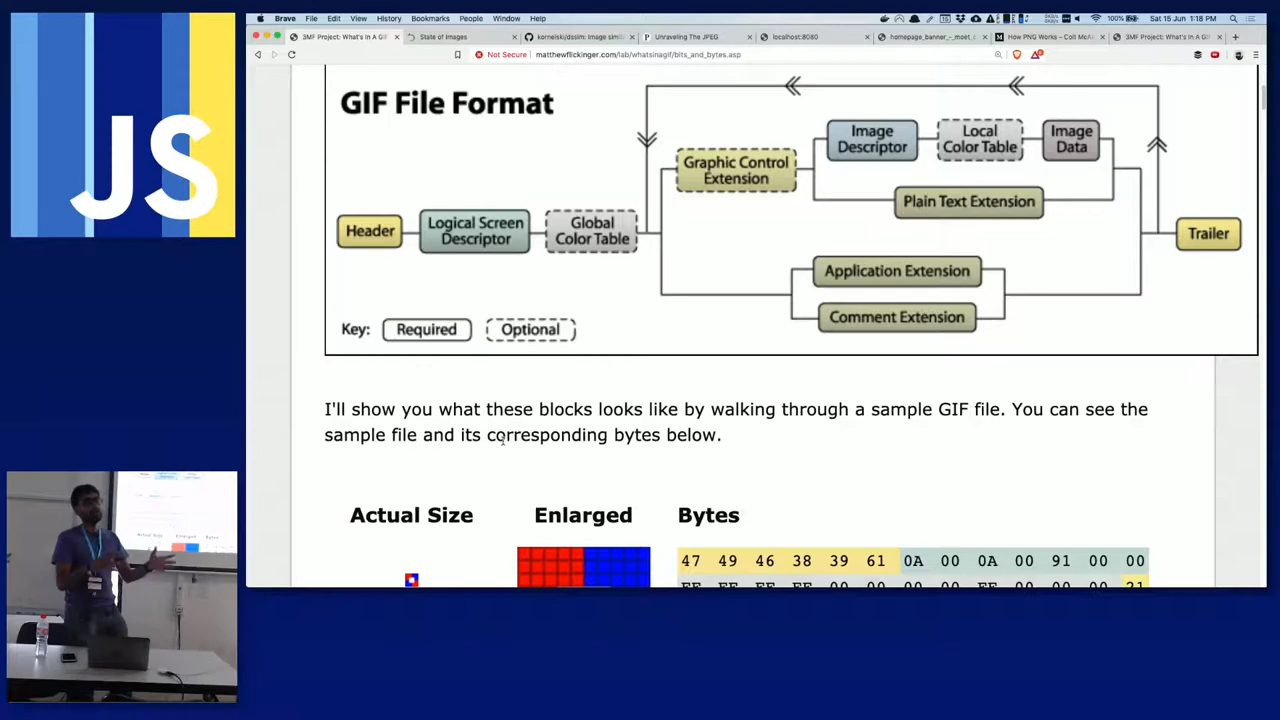 JS
Brave File Edit View History Bookmarks People Window Help
100% Sat 15 Jun 1:18 PM
3MF Project: What's In A GIF
State of Images
kornelski/dssim: Image simil
Unraveling The JPEG
localhost:8080
homepage_banner_-_moet_c
How PNG Works – Colt McA
3MF Project: What's In A GIF
Not Secure matthewflickinger.com/lab/whatsinagif/bits_and_bytes.asp
GIF File Format
Header
Logical Screen
Descriptor
Global
Color Table
Graphic Control
Extension
Image
Descriptor
Local
Color Table
Image
Data
Plain Text Extension
Application Extension
Comment Extension
Trailer
Key: Required Optional
I'll show you what these blocks looks like by walking through a sample GIF file. You can see the
sample file and its corresponding bytes below.
Actual Size Enlarged Bytes
47 49 46 38 39 61 0A 00 0A 00 91 00 00
FF FF FF FF 00 00 00 00 FF 00 00 00 21